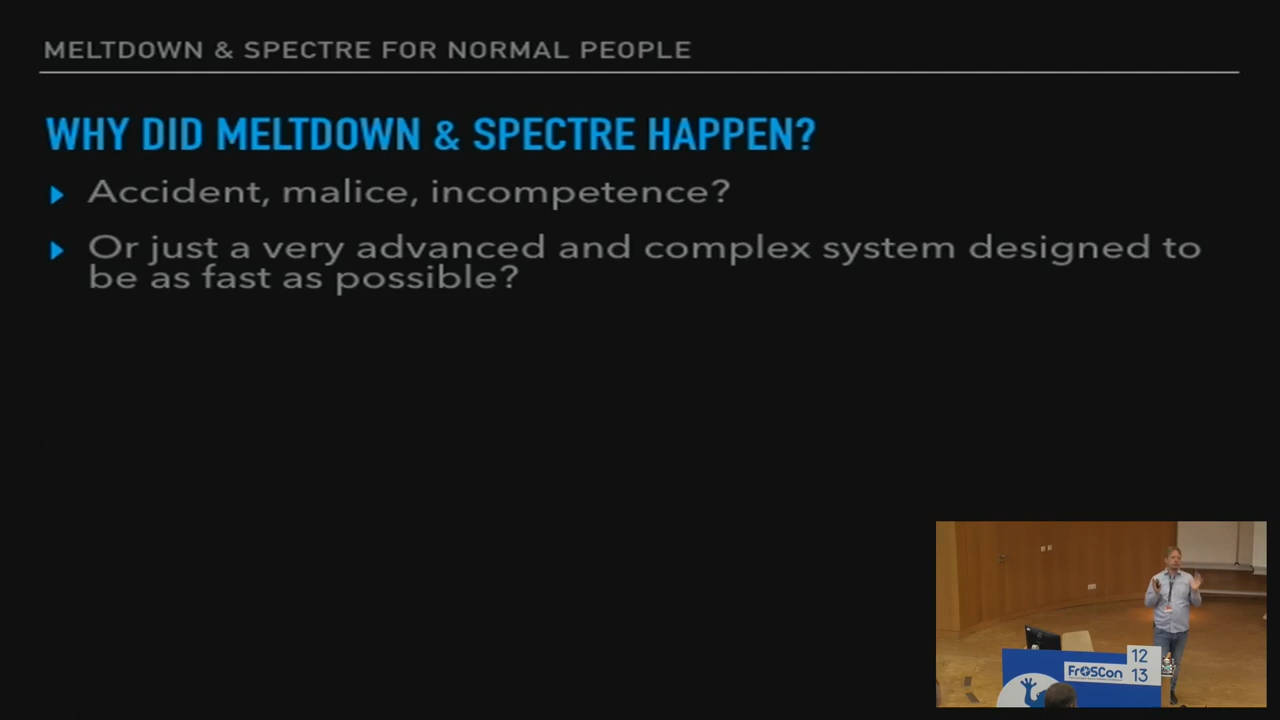 MELTDOWN & SPECTRE FOR NORMAL PEOPLE
WHY DID MELTDOWN & SPECTRE HAPPEN?
Accident, malice, incompetence?
Or just a very advanced and complex system designed to
be as fast as possible?
12
FrOSCon
13